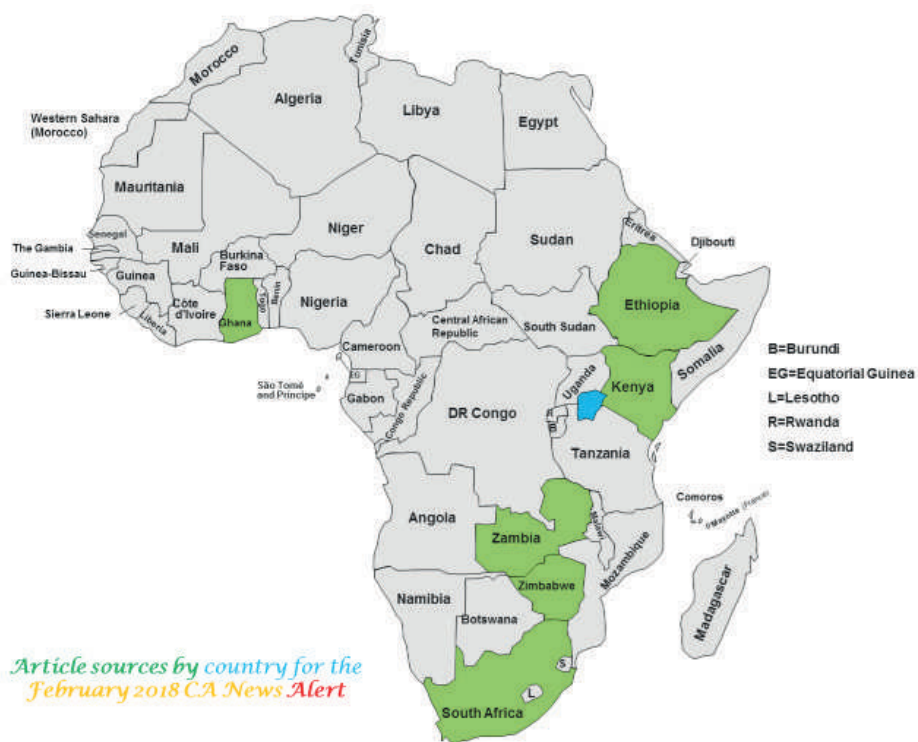 Tunisia
Morocco
Algeria
Libya
Egypt
Western Sahara
(Morocco)
Mauritania
Niger
Mali
Chad
Sudan
Eritrea
Djibouti
Senegal
The Gambia
Guinea-Bissau
Guinea
Burkina
Faso
Sierra Leone
Liberia
Côte
d'Ivoire
Ghana
Togo
Benin
Nigeria
Cameroon
Central African
Republic
South Sudan
Ethiopia
Somalia
São Tomé
and Principe
EG
Gabon
Congo Republic
DR Congo
Uganda
Kenya
R
B
Tanzania
B=Burundi
EG=Equatorial Guinea
L=Lesotho
R=Rwanda
S=Swaziland
Comoros
Mayotte (France)
Angola
Zambia
Malawi
Mozambique
Madagascar
Namibia
Zimbabwe
Botswana
S
L
South Africa
Article sources by country for the
February 2018 CA News Alert